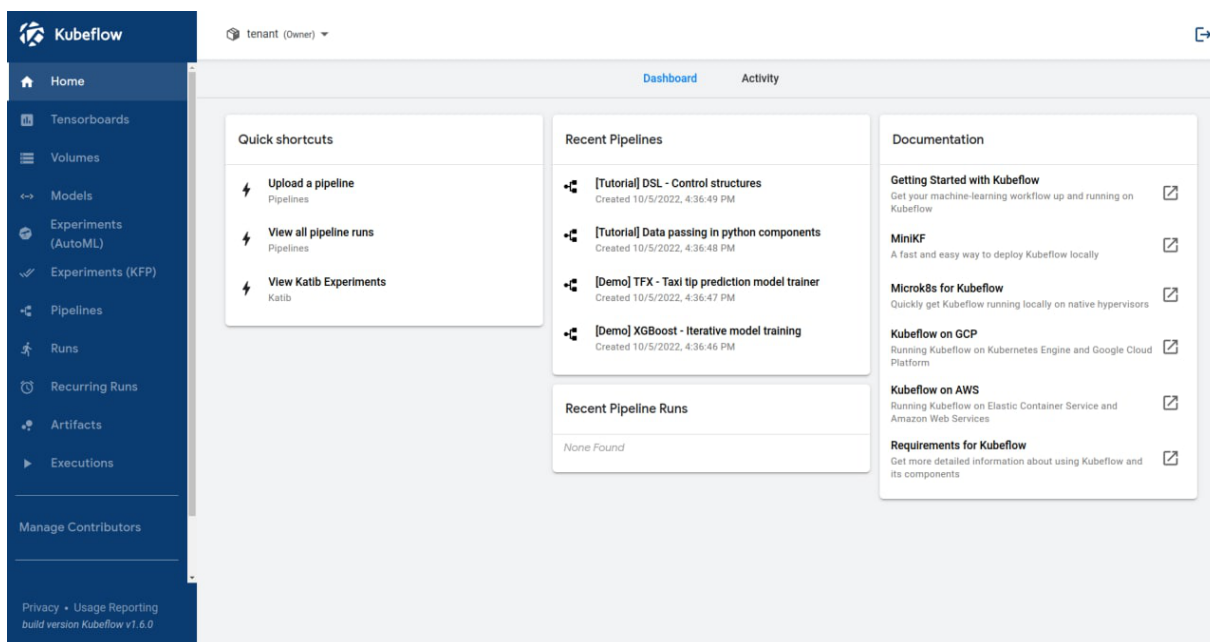 Kubeflow
tenant (Owner)
Home
Tensorboards
Volumes
Models
Experiments
(AutoML)
Experiments (KFP)
Pipelines
Runs
Recurring Runs
Artifacts
Executions
Manage Contributors
Privacy • Usage Reporting
build version Kubeflow v1.6.0
Dashboard
Activity
Quick shortcuts
Upload a pipeline
Pipelines
View all pipeline runs
Pipelines
View Katib Experiments
Katib
Recent Pipelines
[Tutorial] DSL - Control structures
Created 10/5/2022, 4:36:49 PM
[Tutorial] Data passing in python components
Created 10/5/2022, 4:36:48 PM
[Demo] TFX - Taxi tip prediction model trainer
Created 10/5/2022, 4:36:47 PM
[Demo] XGBoost - Iterative model training
Created 10/5/2022, 4:36:46 PM
Recent Pipeline Runs
None Found
Documentation
Getting Started with Kubeflow
Get your machine-learning workflow up and running on
Kubeflow
MiniKF
A fast and easy way to deploy Kubeflow locally
Microk8s for Kubeflow
Quickly get Kubeflow running locally on native hypervisors
Kubeflow on GCP
Running Kubeflow on Kubernetes Engine and Google Cloud
Platform
Kubeflow on AWS
Running Kubeflow on Elastic Container Service and
Amazon Web Services
Requirements for Kubeflow
Get more detailed information about using Kubeflow and
its components